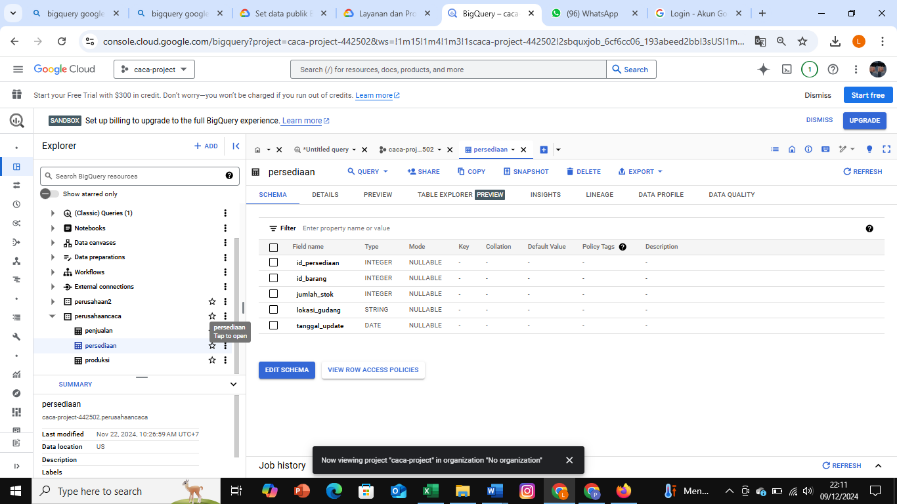 bigquery google
bigquery google
Set data publik
Layanan dan Pro
BigQuery – caca
(96) WhatsApp
Login - Akun Go
console.cloud.google.com/bigquery?project=caca-project-442502&ws=!1m15!1m4!1m3!1scaca-project-442502!2sbquxjob_6cf6cc06_193abeed2bb!3sUS!1m...
L
Google Cloud
caca-project
Search (/) for resources, docs, products, and more
Search
1
Start your Free Trial with $300 in credit. Don't worry—you won't be charged if you run out of credits. Learn more
Dismiss
Start free
SANDBOX Set up billing to upgrade to the full BigQuery experience. Learn more
DISMISS
UPGRADE
Explorer
+ ADD
*Untitled query
caca-proj...502
persediaan
Search BigQuery resources
Show starred only
persediaan
QUERY
SHARE
COPY
SNAPSHOT
DELETE
EXPORT
REFRESH
SCHEMA
DETAILS
PREVIEW
TABLE EXPLORER PREVIEW
INSIGHTS
LINEAGE
DATA PROFILE
DATA QUALITY
(Classic) Queries (1)
Notebooks
Data canvases
Data preparations
Workflows
External connections
perusahaan2
perusahaancaca
penjualan
persediaan
produksi
persediaan
Tap to open
Filter Enter property name or value
Field name Type Mode Key Collation Default Value Policy Tags Description
id_persediaan INTEGER NULLABLE - - - - -
id_barang INTEGER NULLABLE - - - - -
jumlah_stok INTEGER NULLABLE - - - - -
lokasi_gudang STRING NULLABLE - - - - -
tanggal_update DATE NULLABLE - - - - -
EDIT SCHEMA
VIEW ROW ACCESS POLICIES
SUMMARY
persediaan
caca-project-442502.perusahaancaca
Last modified Nov 22, 2024, 10:26:59 AM UTC+7
Data location US
Description
Labels
Now viewing project "caca-project" in organization "No organization"
Job history
REFRESH
Type here to search
Men...
22:11
09/12/2024